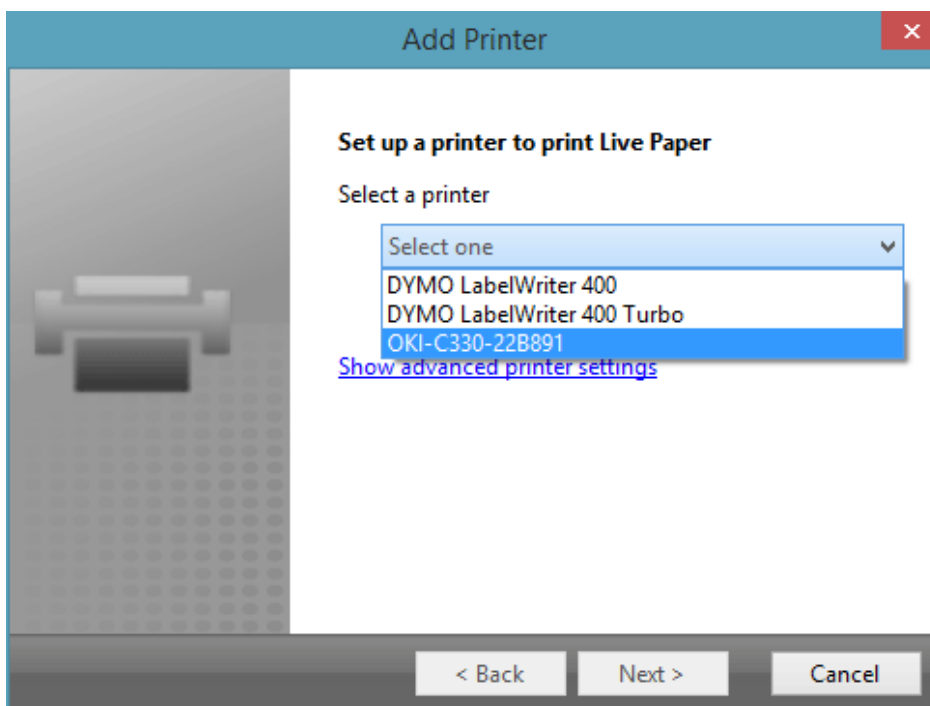 Add Printer
Set up a printer to print Live Paper
Select a printer
Select one
DYMO LabelWriter 400
DYMO LabelWriter 400 Turbo
OKI-C330-22B891
Show advanced printer settings
< Back Next > Cancel